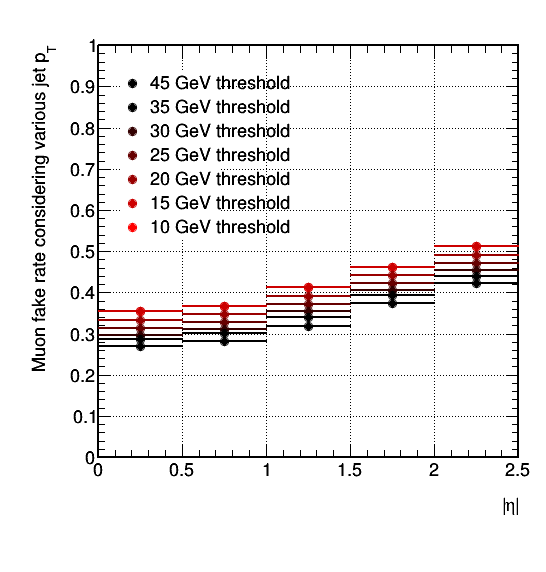 Muon fake rate considering various jet p_T
1
0.9
0.8
0.7
0.6
0.5
0.4
0.3
0.2
0.1
0
45 GeV threshold
35 GeV threshold
30 GeV threshold
25 GeV threshold
20 GeV threshold
15 GeV threshold
10 GeV threshold
0 0.5 1 1.5 2 2.5
|η|